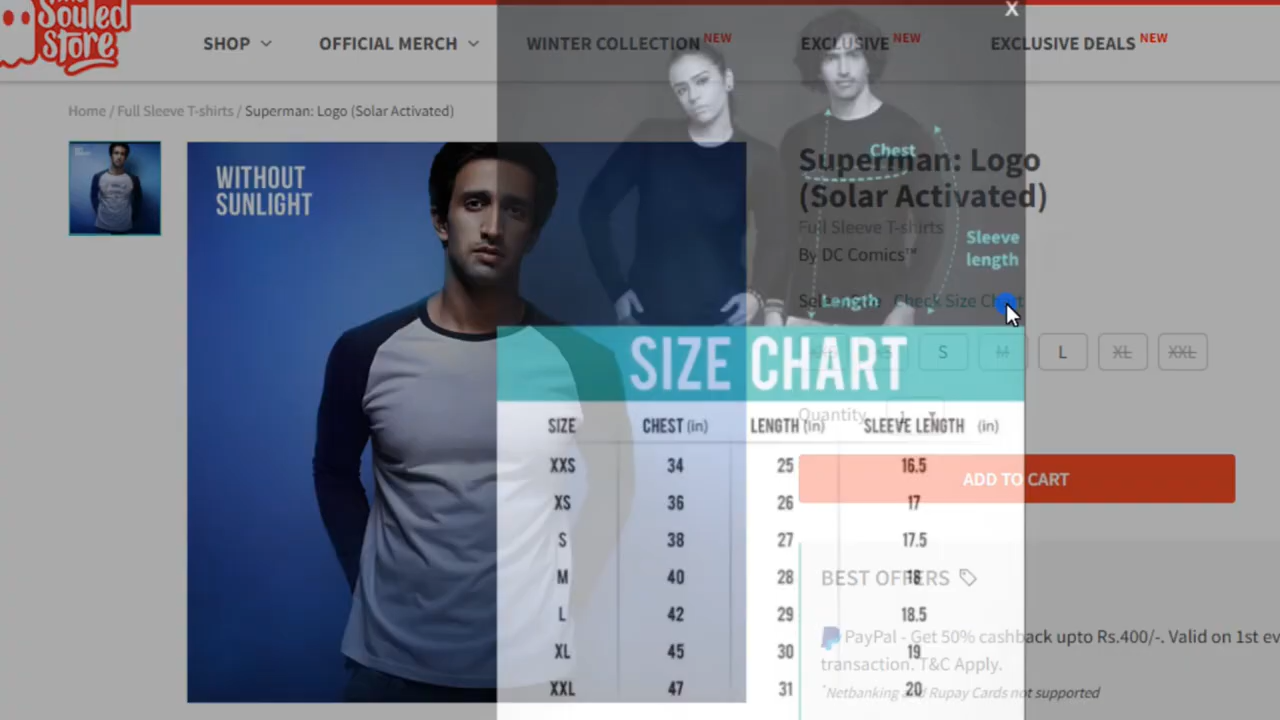 The
Souled
Store
SHOP
OFFICIAL MERCH
WINTER COLLECTION NEW
EXCLUSIVE NEW
EXCLUSIVE DEALS NEW
X
Home / Full Sleeve T-shirts / Superman: Logo (Solar Activated)
WITHOUT
SUNLIGHT
Chest
Sleeve
length
Length
Superman: Logo
(Solar Activated)
Full Sleeve T-shirts
By DC Comics™
Check Size Chart
S M L XL XXL
Quantity 1
ADD TO CART
SIZE CHART
SIZE CHEST (in) LENGTH (in) SLEEVE LENGTH (in)
XXS 34 25 16.5
XS 36 26 17
S 38 27 17.5
M 40 28 18
L 42 29 18.5
XL 45 30 19
XXL 47 31 20
BEST OFFERS
PayPal - Get 50% cashback upto Rs.400/-. Valid on 1st
transaction. T&C Apply.
*Netbanking and Rupay Cards not supported